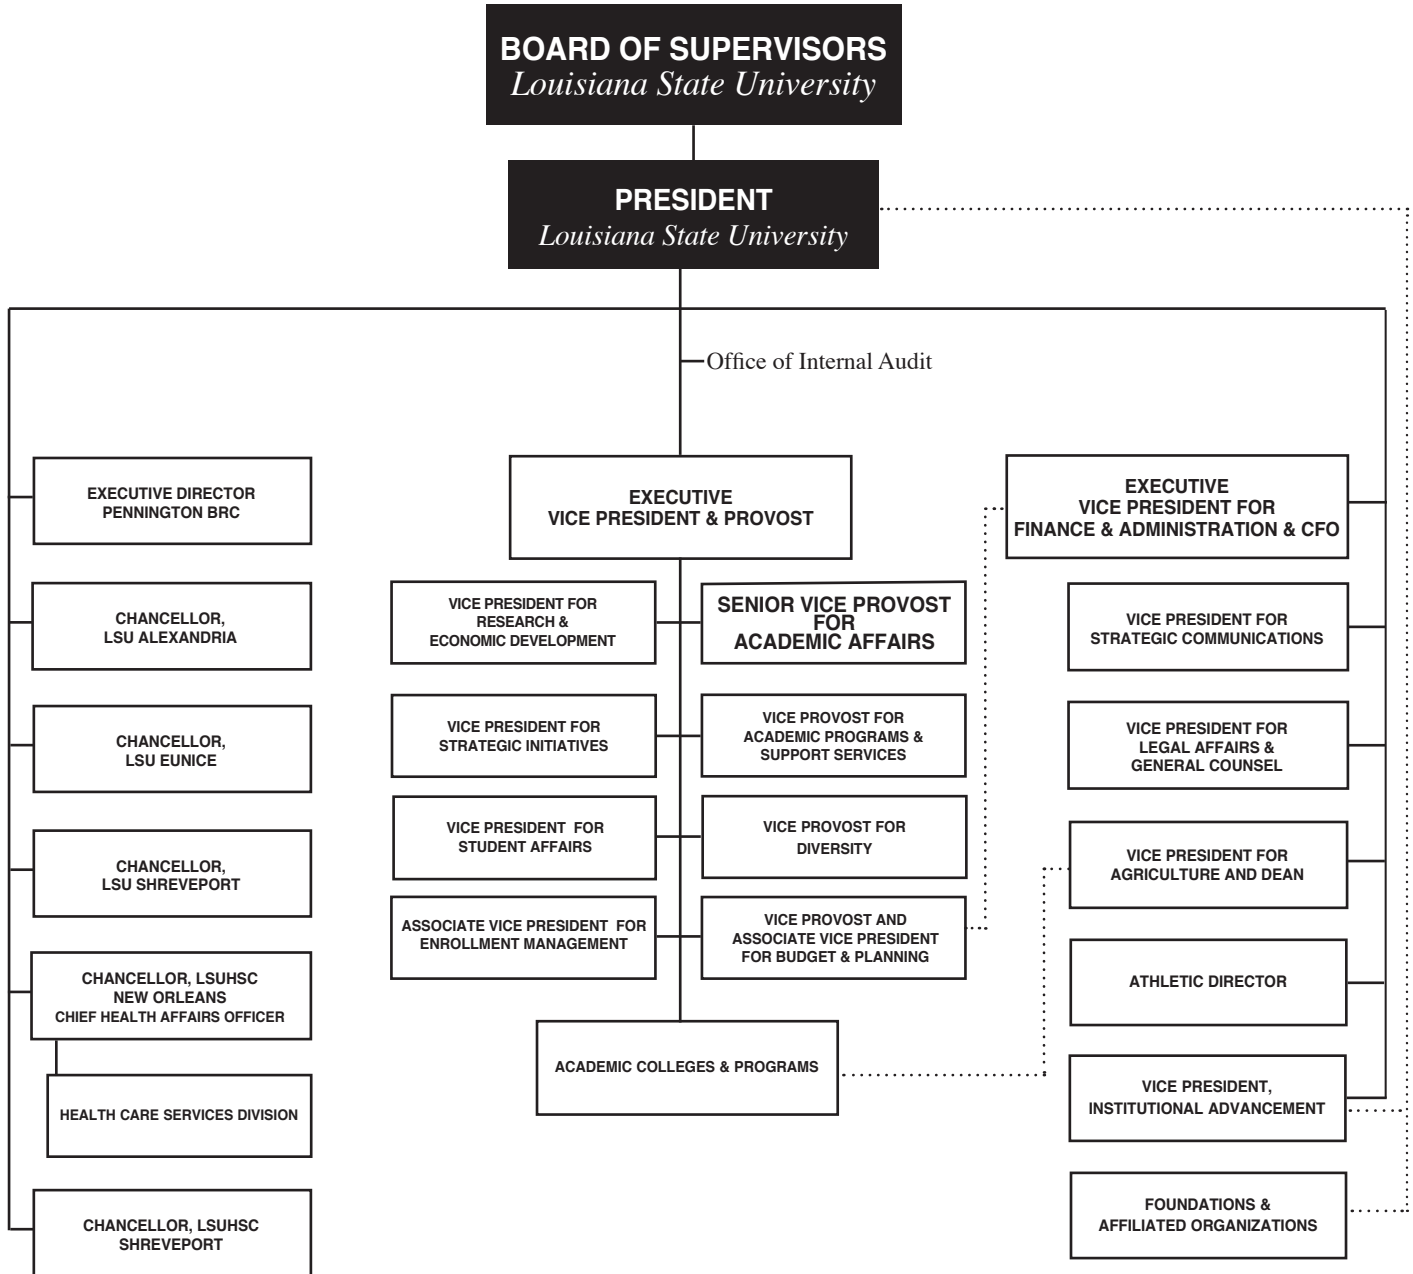 BOARD OF SUPERVISORS
Louisiana State University
PRESIDENT
Louisiana State University
Office of Internal Audit
EXECUTIVE DIRECTOR
PENNINGTON BRC
CHANCELLOR,
LSU ALEXANDRIA
CHANCELLOR,
LSU EUNICE
CHANCELLOR,
LSU SHREVEPORT
CHANCELLOR, LSUHSC
NEW ORLEANS
CHIEF HEALTH AFFAIRS OFFICER
HEALTH CARE SERVICES DIVISION
CHANCELLOR, LSUHSC
SHREVEPORT
EXECUTIVE
VICE PRESIDENT & PROVOST
VICE PRESIDENT FOR
RESEARCH &
ECONOMIC DEVELOPMENT
SENIOR VICE PROVOST
FOR
ACADEMIC AFFAIRS
VICE PRESIDENT FOR
STRATEGIC INITIATIVES
VICE PROVOST FOR
ACADEMIC PROGRAMS &
SUPPORT SERVICES
VICE PRESIDENT FOR
STUDENT AFFAIRS
VICE PROVOST FOR
DIVERSITY
ASSOCIATE VICE PRESIDENT FOR
ENROLLMENT MANAGEMENT
VICE PROVOST AND
ASSOCIATE VICE PRESIDENT
FOR BUDGET & PLANNING
ACADEMIC COLLEGES & PROGRAMS
EXECUTIVE
VICE PRESIDENT FOR
FINANCE & ADMINISTRATION & CFO
VICE PRESIDENT FOR
STRATEGIC COMMUNICATIONS
VICE PRESIDENT FOR
LEGAL AFFAIRS &
GENERAL COUNSEL
VICE PRESIDENT FOR
AGRICULTURE AND DEAN
ATHLETIC DIRECTOR
VICE PRESIDENT,
INSTITUTIONAL ADVANCEMENT
FOUNDATIONS &
AFFILIATED ORGANIZATIONS